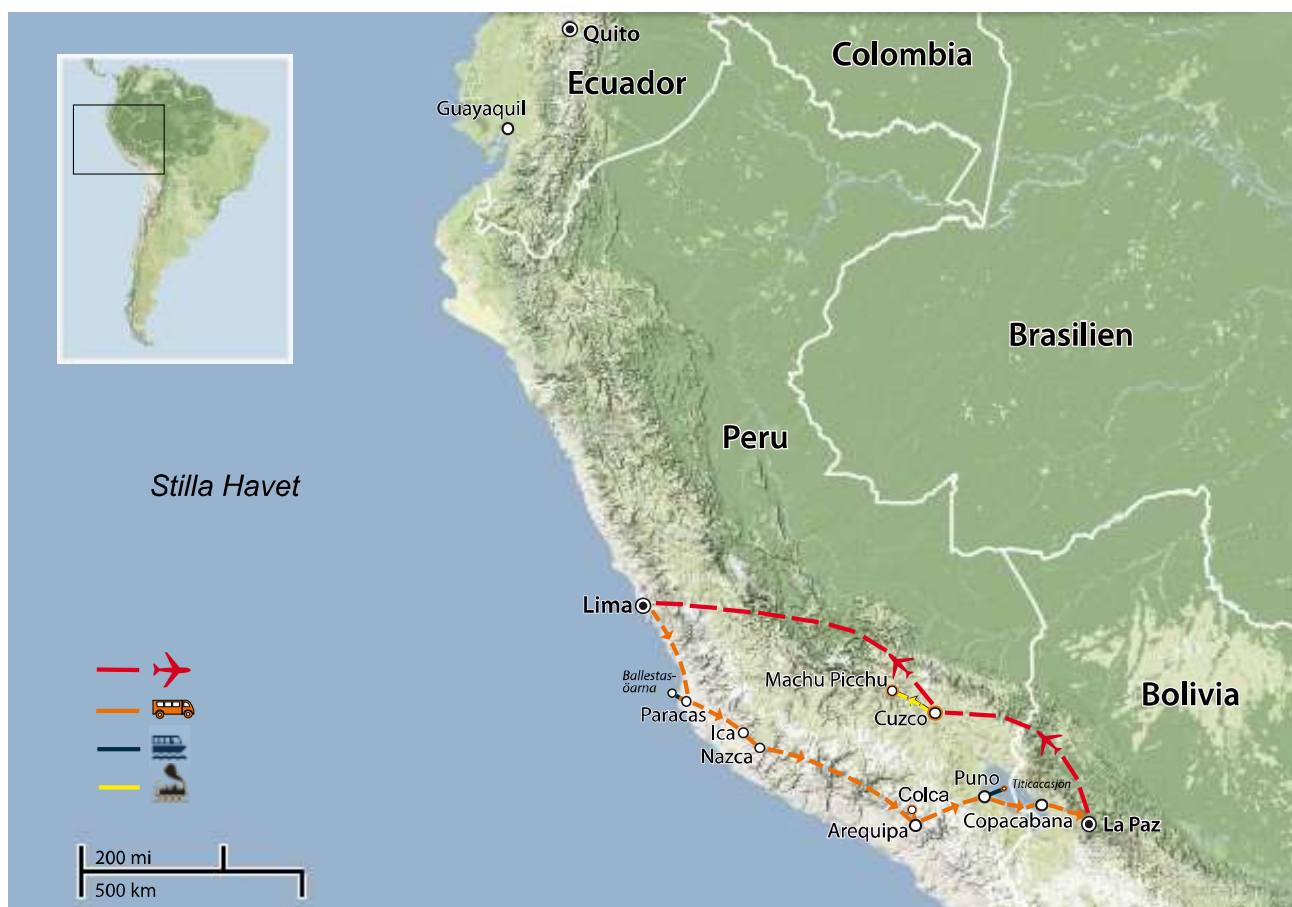 Quito
Colombia
Ecuador
Guayaquil
Brasilien
Peru
Stilla Havet
Lima
Ballestas-
öarna
Machu Picchu
Bolivia
Paracas
Cuzco
Ica
Nazca
Puno
Titicacasjön
Colca
Copacabana
Arequipa
La Paz
200 mi
500 km